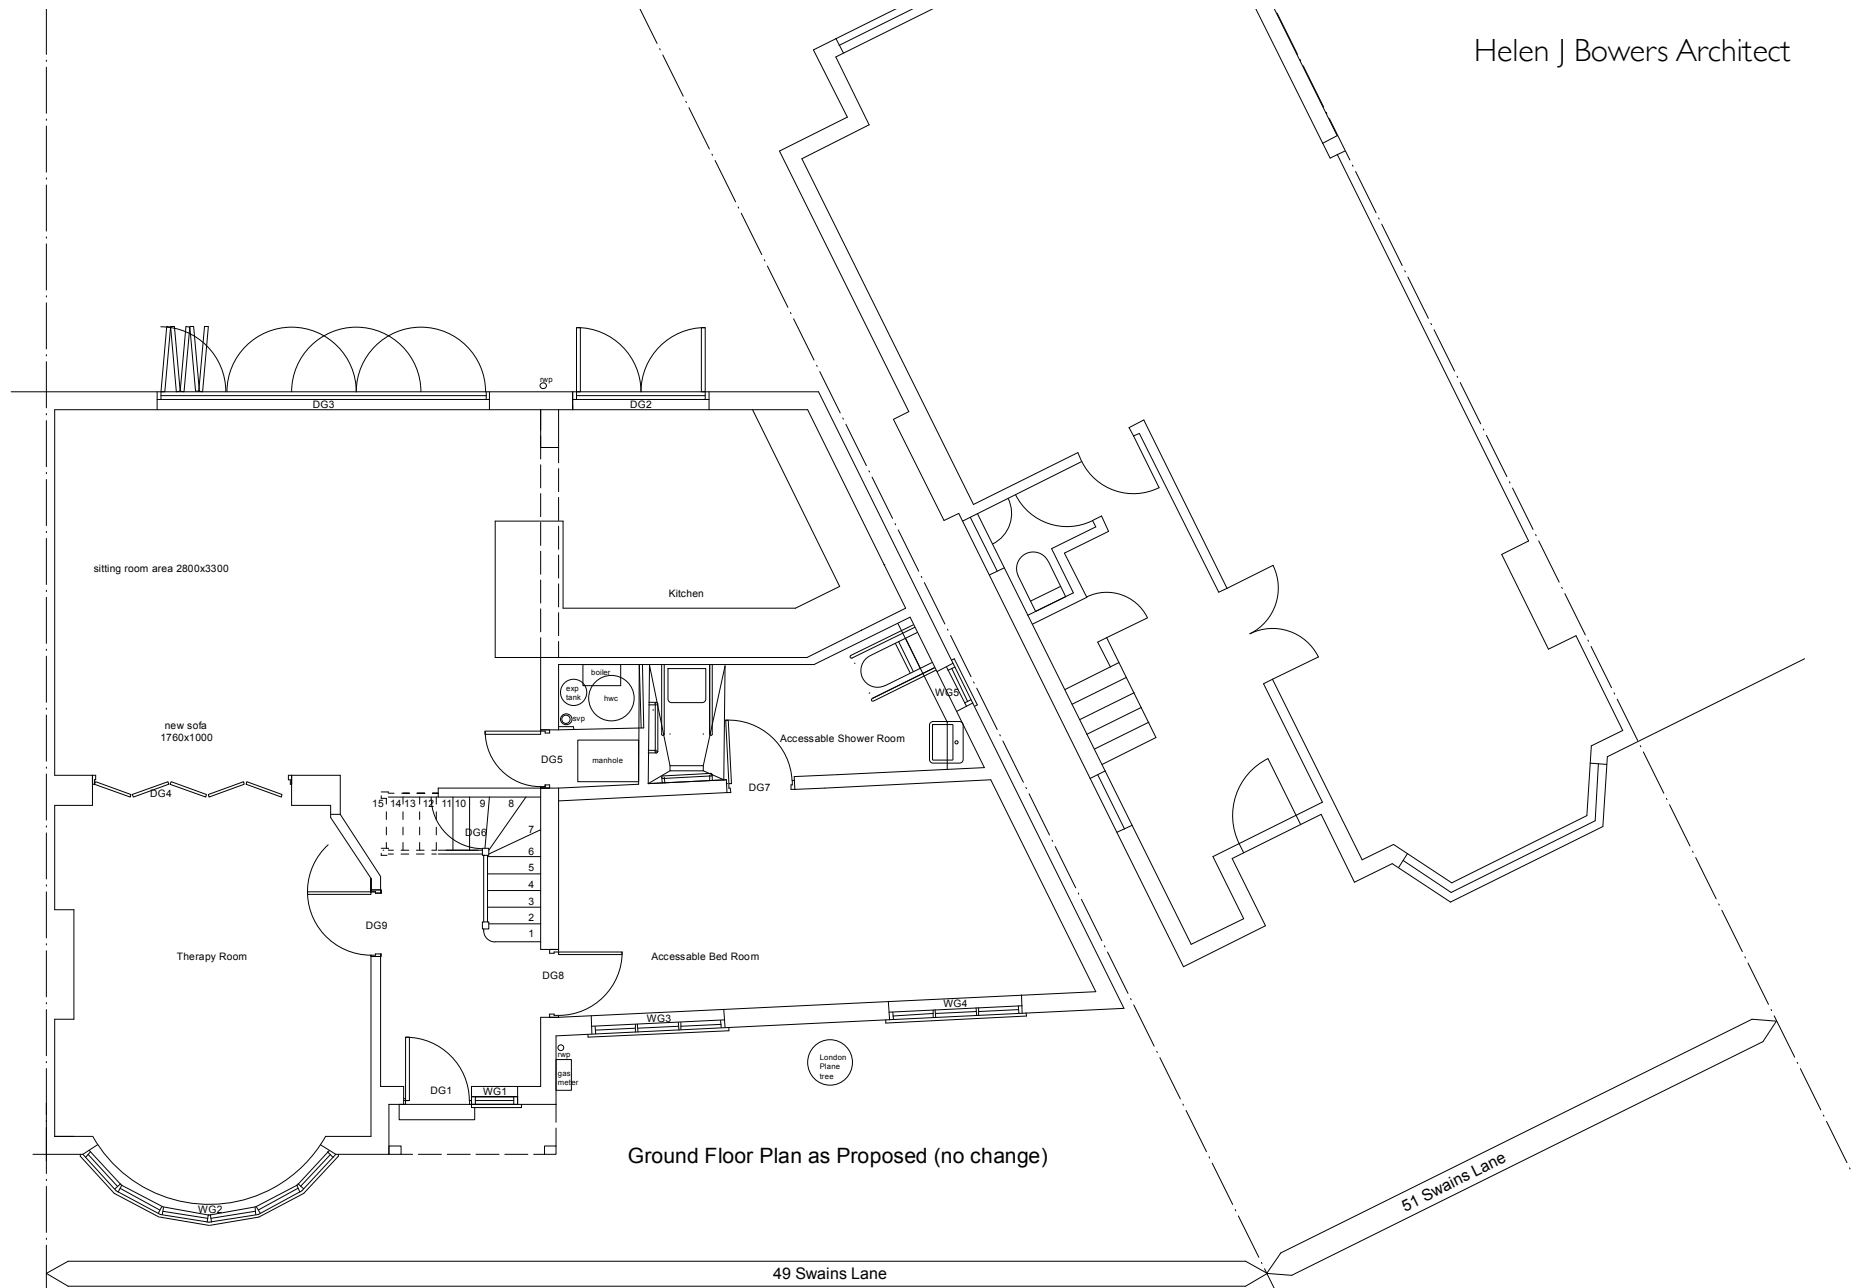 Helen J Bowers Architect
rwp
DG3
DG2
sitting room area 2800x3300
Kitchen
boiler
exp
tank
hwc
svp
WG5
new sofa
1760x1000
Accessable Shower Room
DG5
manhole
DG7
DG4
15 14 13 12 11 10 9 8
DG6
7
6
5
4
3
2
1
DG9
Therapy Room
Accessable Bed Room
DG8
WG4
WG3
rwp
gas
meter
London
Plane
tree
DG1
WG1
Ground Floor Plan as Proposed (no change)
WG2
51 Swains Lane
49 Swains Lane